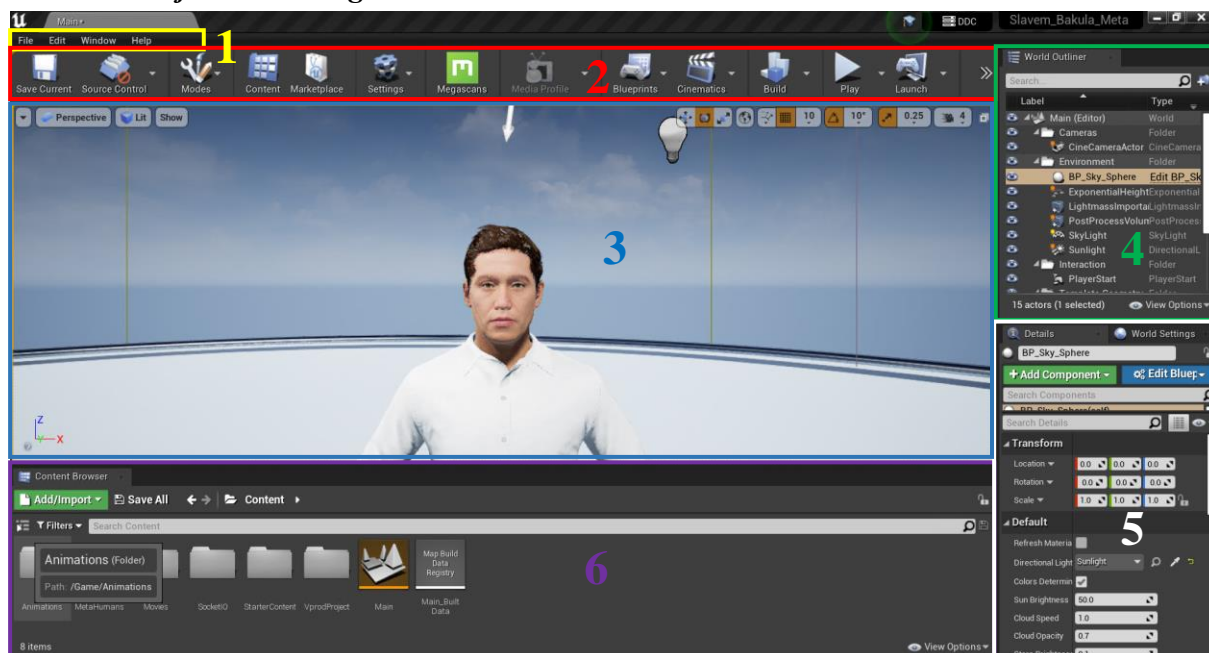 Main
DDC
Slavem_Bakula_Meta
File Edit Window Help
1
Save Current Source Control Modes Content Marketplace Settings Megascans Media Profile Blueprints Cinematics Build Play Launch
2
Perspective Lit Show
10 10° 0.25 4
3
Z
Y X
World Outliner
Search...
Label Type
Main (Editor) World
Cameras Folder
CineCameraActor CineCamera
Environment Folder
BP_Sky_Sphere Edit BP_Sk
ExponentialHeight Exponential
LightmassImporta LightmassIr
PostProcessVolun PostProces
SkyLight SkyLight
Sunlight DirectionalL
Interaction Folder
PlayerStart PlayerStart
15 actors (1 selected) View Options
4
Details World Settings
BP_Sky_Sphere
+Add Component Edit Bluep
Search Components
Search Details
Transform
Location 0.0 0.0 0.0
Rotation 0.0 0.0 0.0
Scale 1.0 1.0 1.0
Default
Refresh Materia
Directional Light Sunlight
Colors Determin
Sun Brightness 50.0
Cloud Speed 1.0
Cloud Opacity 0.7
5
Content Browser
Add/Import Save All Content
Filters Search Content
Animations (Folder)
Path: /Game/Animations
Map Build
Data
Registry
Animations MetaHumans Movies SocketIO StarterContent VprodProject Main Main_Built
Data
6
8 items View Options